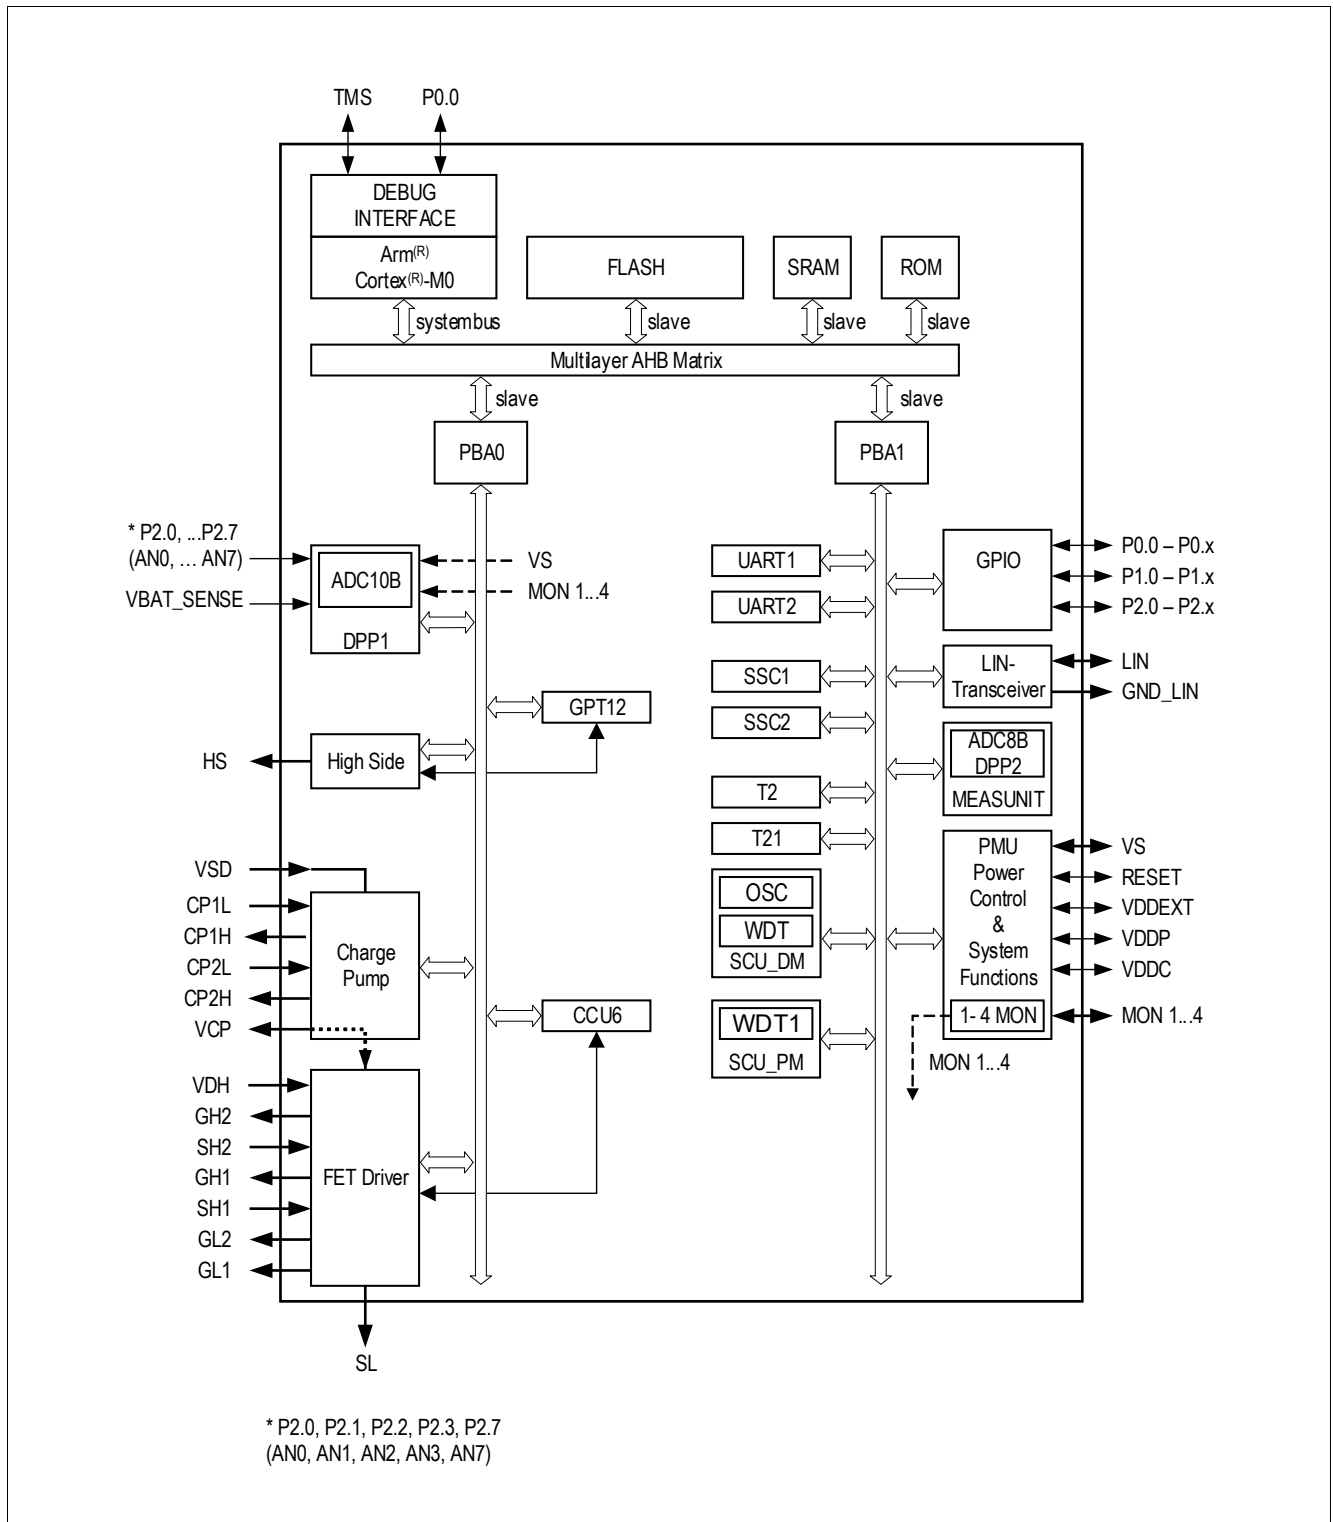 TMS
P0.0
DEBUG
INTERFACE
Arm(R)
Cortex(R)-M0
FLASH
SRAM
ROM
systembus
slave
slave
slave
Multilayer AHB Matrix
slave
slave
PBA0
PBA1
* P2.0, ...P2.7
(AN0, ... AN7)
VBAT_SENSE
ADC10B
DPP1
VS
MON 1...4
GPT12
HS
High Side
VSD
CP1L
CP1H
CP2L
CP2H
VCP
Charge
Pump
CCU6
VDH
GH2
SH2
GH1
SH1
GL2
GL1
FET Driver
SL
UART1
UART2
SSC1
SSC2
T2
T21
OSC
WDT
SCU_DM
WDT1
SCU_PM
GPIO
P0.0 – P0.x
P1.0 – P1.x
P2.0 – P2.x
LIN-
Transceiver
LIN
GND_LIN
ADC8B
DPP2
MEASUNIT
PMU
Power
Control
&
System
Functions
1- 4 MON
VS
RESET
VDDEXT
VDDP
VDDC
MON 1...4
MON 1...4
* P2.0, P2.1, P2.2, P2.3, P2.7
(AN0, AN1, AN2, AN3, AN7)